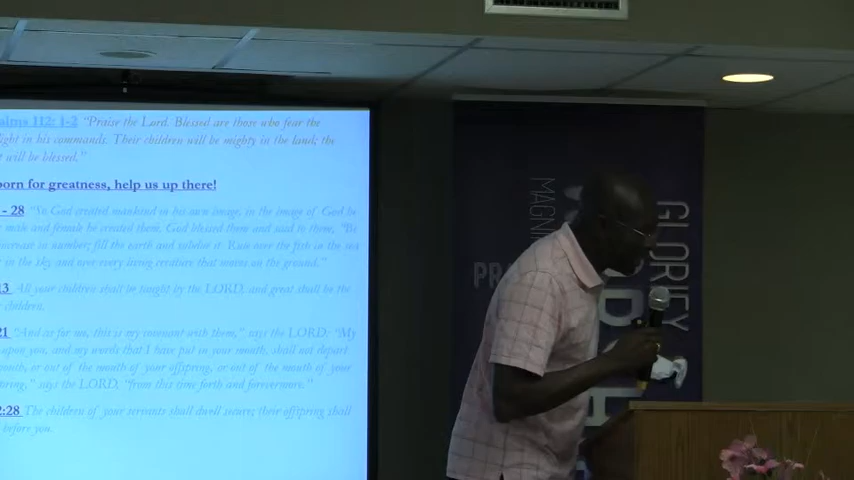 alms 112: 1-2 "Praise the LORD. Blessed are those who fear the
ight in his commands. Their children will be mighty in the land; the
t will be blessed."
orn for greatness, help us up there!
- 28 "So God created mankind in his own image, in the image of God he
male and female he created them. God blessed them and said to them, "Be
increase in number; fill the earth and subdue it. Rule over the fish in the sea
s in the sky and over every living creature that moves on the ground."
13 All your children shall be taught by the LORD, and great shall be the
children.
21 "And as for me, this is my covenant with them," says the LORD: "My
upon you, and my words that I have put in your mouth, shall not depart
mouth, or out of the mouth of your offspring, or out of the mouth of your
pring," says the LORD, "from this time forth and forevermore."
2:28 The children of your servants shall dwell secure; their offspring shall
before you.
MAGNI
PR
GLORIFY